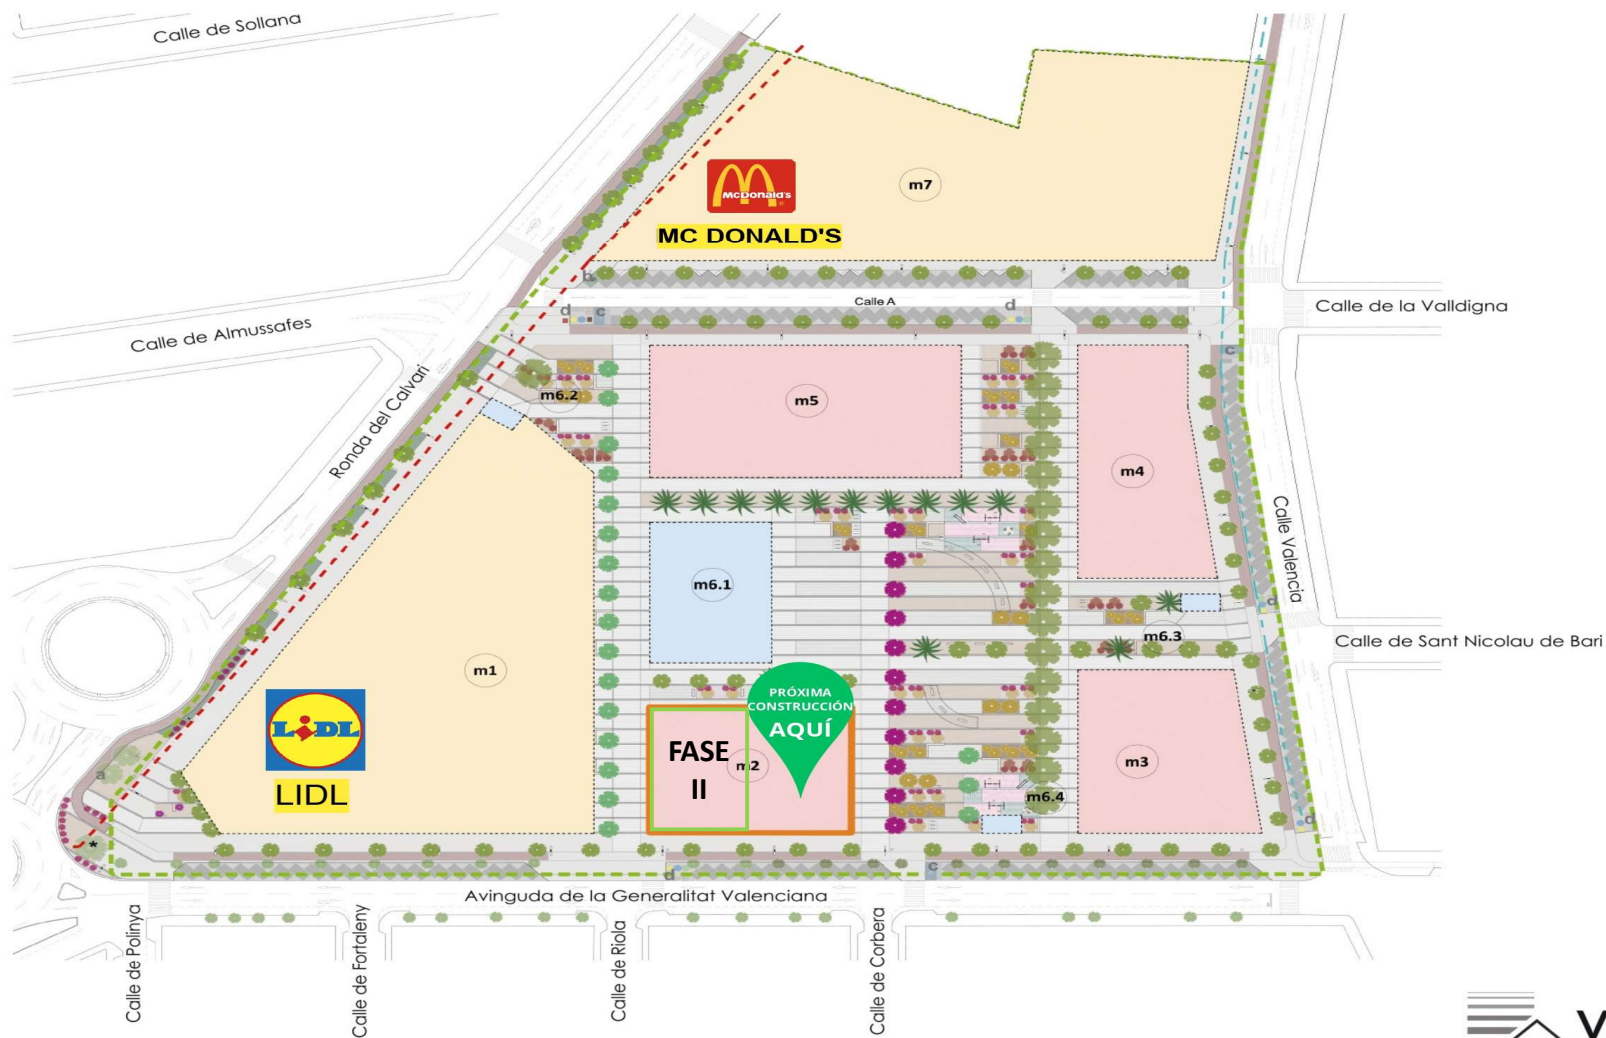 Calle de Sollana
McDonald's
MC DONALD'S
m7
b
Calle A
d
c
d
Calle de la Valldigna
Calle de Almussafes
c
Ronda del Calvari
m6.2
m5
m4
Calle Valencia
m6.1
d
m6.3
Calle de Sant Nicolau de Bari
m1
LIDL
LIDL
PRÓXIMA
CONSTRUCCIÓN
AQUÍ
FASE
II
m2
m3
m6.4
a
*
d
d
c
Avinguda de la Generalitat Valenciana
Calle de Polinya
Calle de Fortaleny
Calle de Riola
Calle de Corbera
V